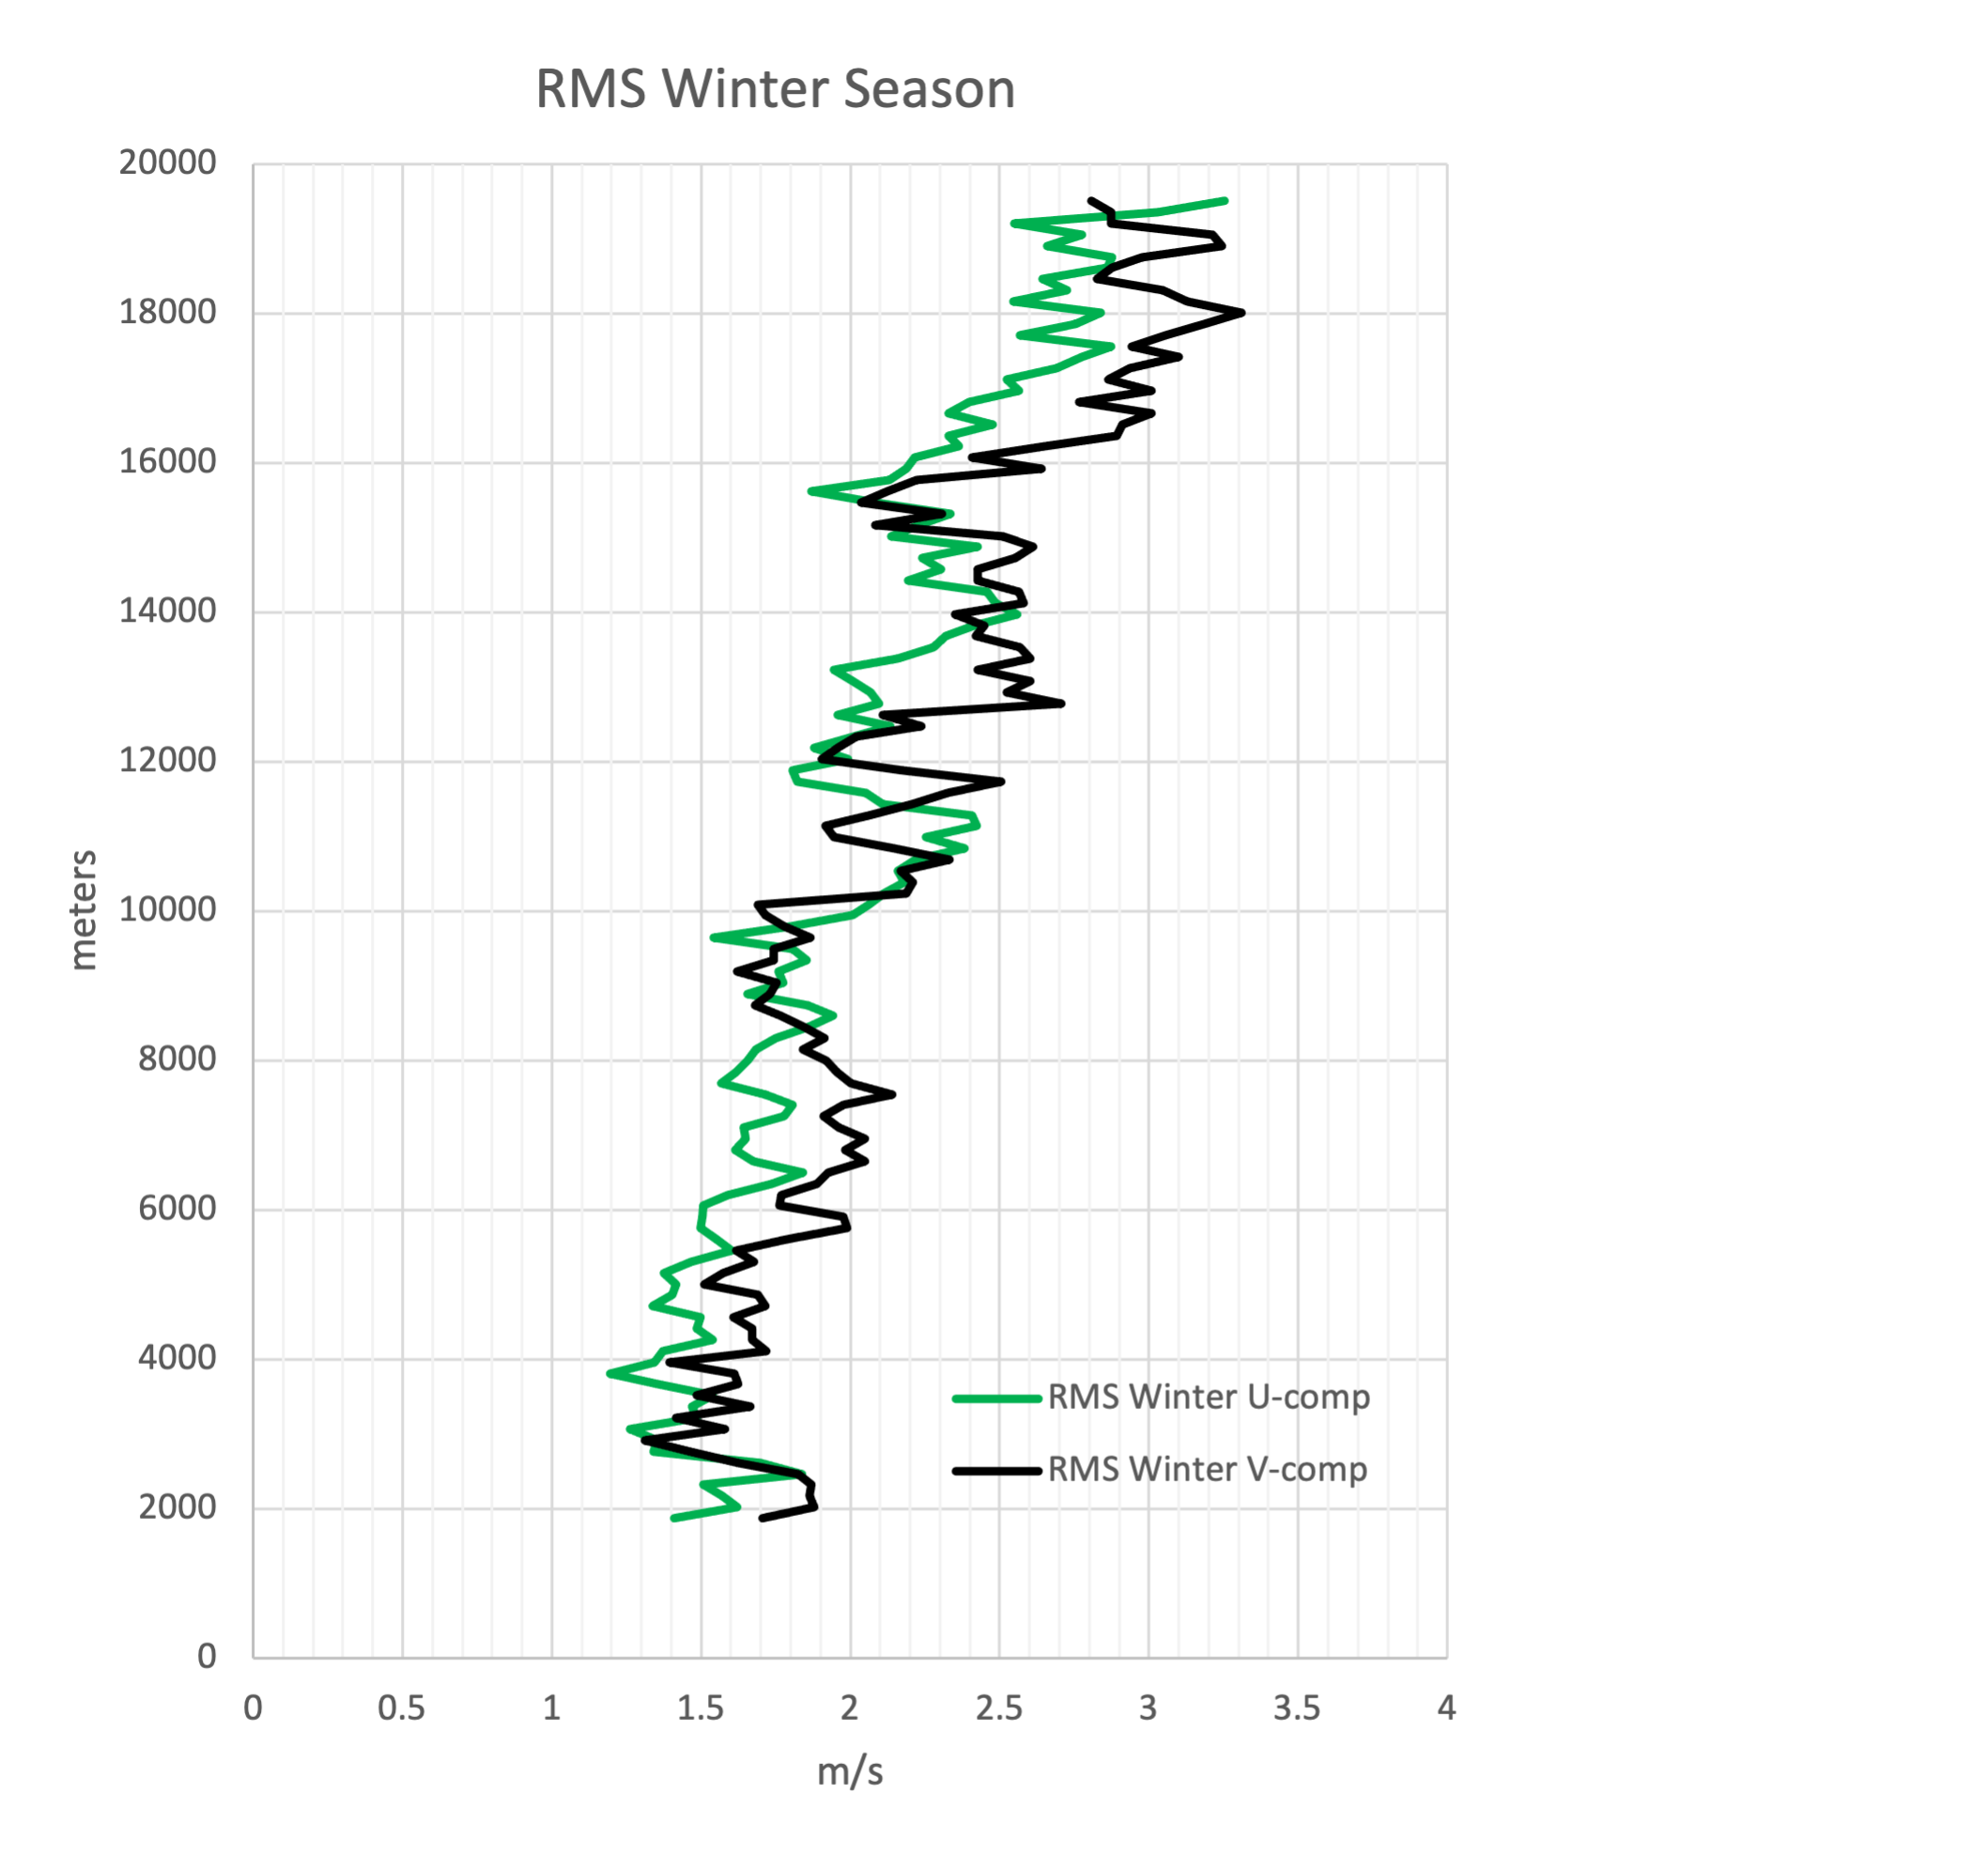 RMS Winter Season
20000
18000
16000
14000
12000
10000
8000
6000
4000
2000
0
meters
RMS Winter U-comp
RMS Winter V-comp
0 0.5 1 1.5 2 2.5 3 3.5 4
m/s